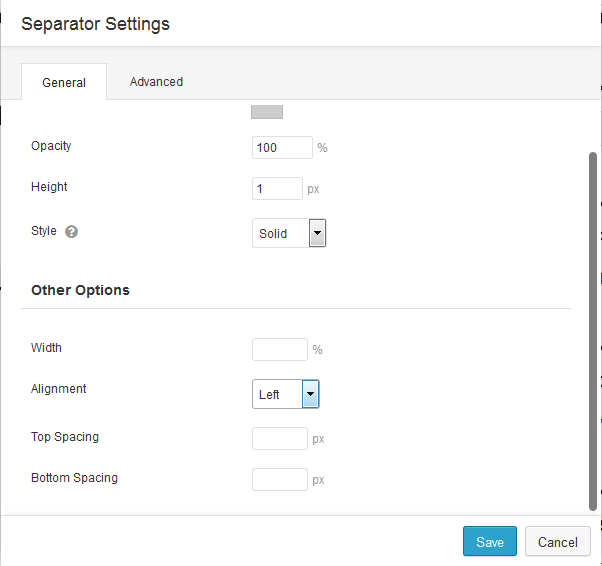 Separator Settings
General Advanced
Opacity 100 %
Height 1 px
Style ? Solid
Other Options
Width %
Alignment Left
Top Spacing px
Bottom Spacing px
Save Cancel